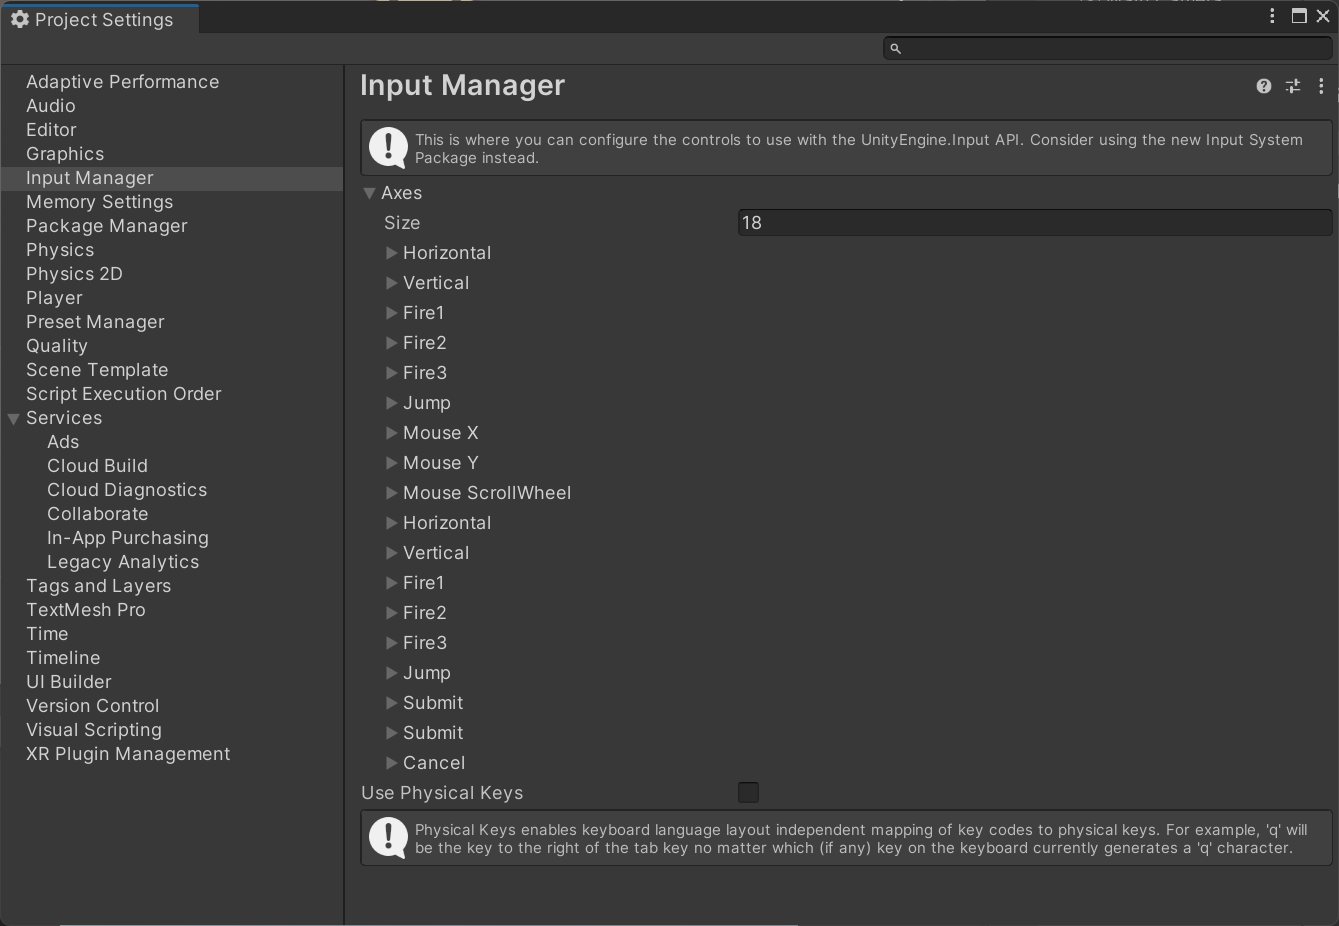 Project Settings
Adaptive Performance
Audio
Editor
Graphics
Input Manager
Memory Settings
Package Manager
Physics
Physics 2D
Player
Preset Manager
Quality
Scene Template
Script Execution Order
Services
Ads
Cloud Build
Cloud Diagnostics
Collaborate
In-App Purchasing
Legacy Analytics
Tags and Layers
TextMesh Pro
Time
Timeline
UI Builder
Version Control
Visual Scripting
XR Plugin Management
Input Manager
This is where you can configure the controls to use with the UnityEngine.Input API. Consider using the new Input System
Package instead.
Axes
Size 18
Horizontal
Vertical
Fire1
Fire2
Fire3
Jump
Mouse X
Mouse Y
Mouse ScrollWheel
Horizontal
Vertical
Fire1
Fire2
Fire3
Jump
Submit
Submit
Cancel
Use Physical Keys
Physical Keys enables keyboard language layout independent mapping of key codes to physical keys. For example, 'q' will
be the key to the right of the tab key no matter which (if any) key on the keyboard currently generates a 'q' character.